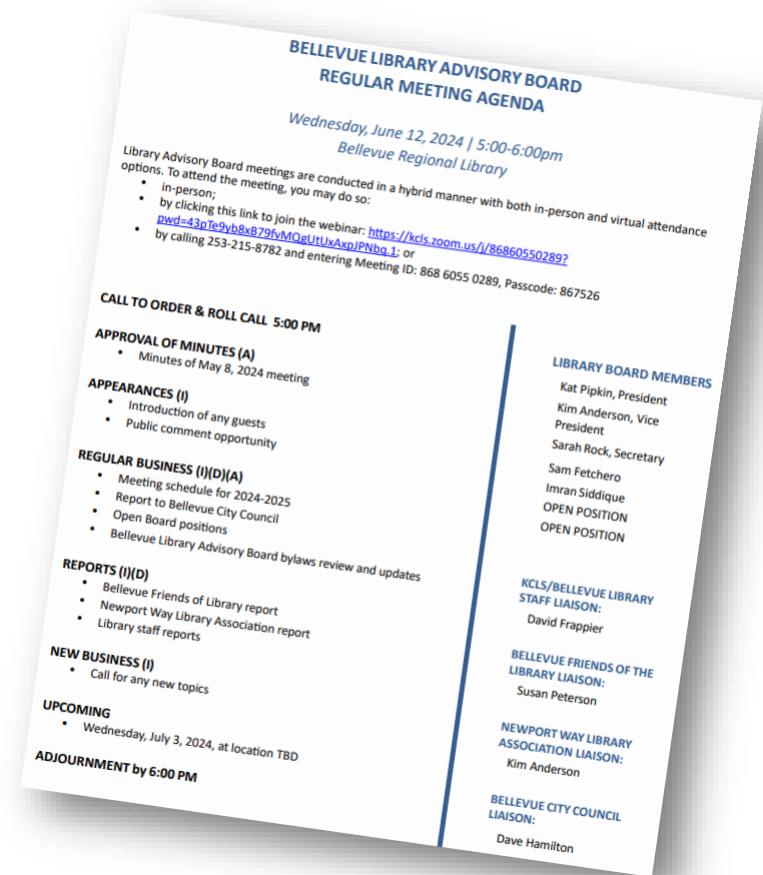 BELLEVUE LIBRARY ADVISORY BOARD
REGULAR MEETING AGENDA
Wednesday, June 12, 2024 | 5:00-6:00pm
Bellevue Regional Library
Library Advisory Board meetings are conducted in a hybrid manner with both in-person and virtual attendance
options. To attend the meeting, you may do so:
• in-person;
• by clicking this link to join the webinar: https://kcls.zoom.us/j/86860550289?
pwd=43pTe9yb8xB79fvMQgUtUxAxpJPNbq.1; or
• by calling 253-215-8782 and entering Meeting ID: 868 6055 0289, Passcode: 867526
CALL TO ORDER & ROLL CALL 5:00 PM
APPROVAL OF MINUTES (A)
• Minutes of May 8, 2024 meeting
APPEARANCES (I)
• Introduction of any guests
• Public comment opportunity
REGULAR BUSINESS (I)(D)(A)
• Meeting schedule for 2024-2025
• Report to Bellevue City Council
• Open Board positions
• Bellevue Library Advisory Board bylaws review and updates
REPORTS (I)(D)
• Bellevue Friends of Library report
• Newport Way Library Association report
• Library staff reports
NEW BUSINESS (I)
• Call for any new topics
UPCOMING
• Wednesday, July 3, 2024, at location TBD
ADJOURNMENT by 6:00 PM
LIBRARY BOARD MEMBERS
Kat Pipkin, President
Kim Anderson, Vice
President
Sarah Rock, Secretary
Sam Fetchero
Imran Siddique
OPEN POSITION
OPEN POSITION
KCLS/BELLEVUE LIBRARY
STAFF LIAISON:
David Frappier
BELLEVUE FRIENDS OF THE
LIBRARY LIAISON:
Susan Peterson
NEWPORT WAY LIBRARY
ASSOCIATION LIAISON:
Kim Anderson
BELLEVUE CITY COUNCIL
LIAISON:
Dave Hamilton